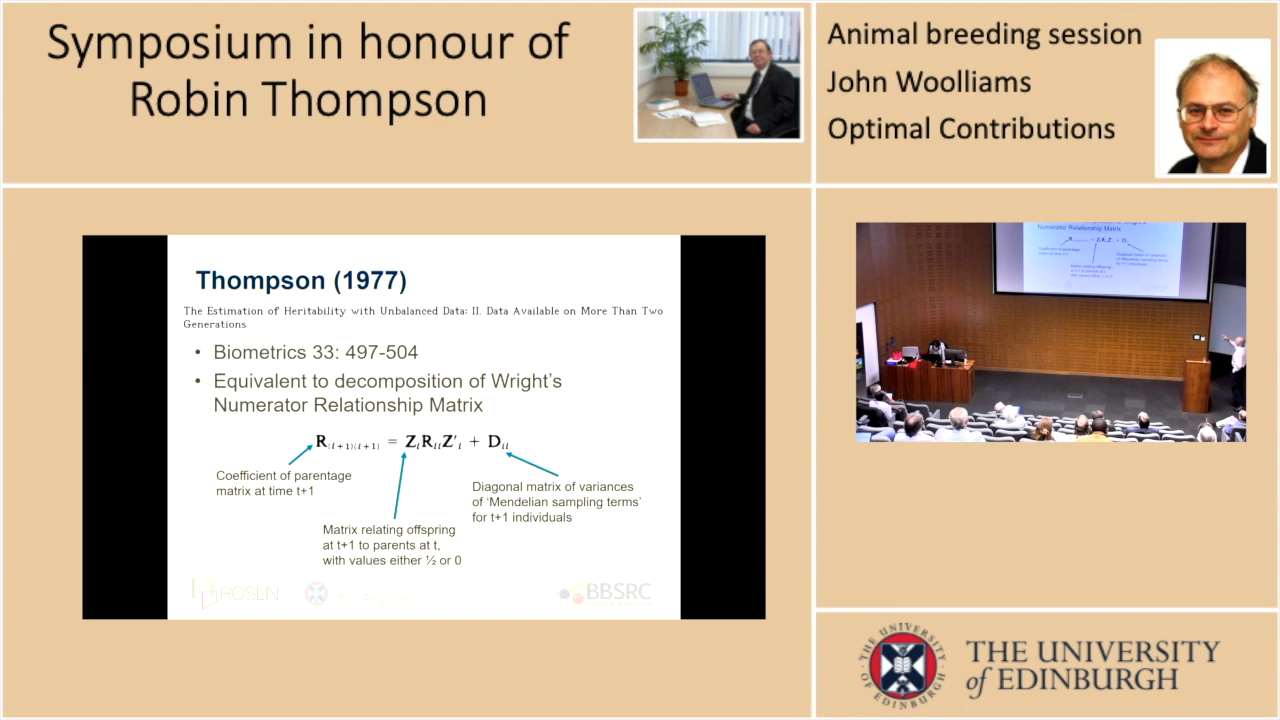 Symposium in honour of
Robin Thompson
Animal breeding session
John Woolliams
Optimal Contributions
Thompson (1977)
The Estimation of Heritability with Unbalanced Data: II. Data Available on More Than Two
Generations
• Biometrics 33: 497-504
• Equivalent to decomposition of Wright's
Numerator Relationship Matrix
R(t+1)(t+1) = ZtRttZ't + Dtt
Coefficient of parentage
matrix at time t+1
Diagonal matrix of variances
of 'Mendelian sampling terms'
for t+1 individuals
Matrix relating offspring
at t+1 to parents at t,
with values either ½ or 0
ROSLIN
BBSRC
Numerator Relationship Matrix
THE UNIVERSITY
of EDINBURGH